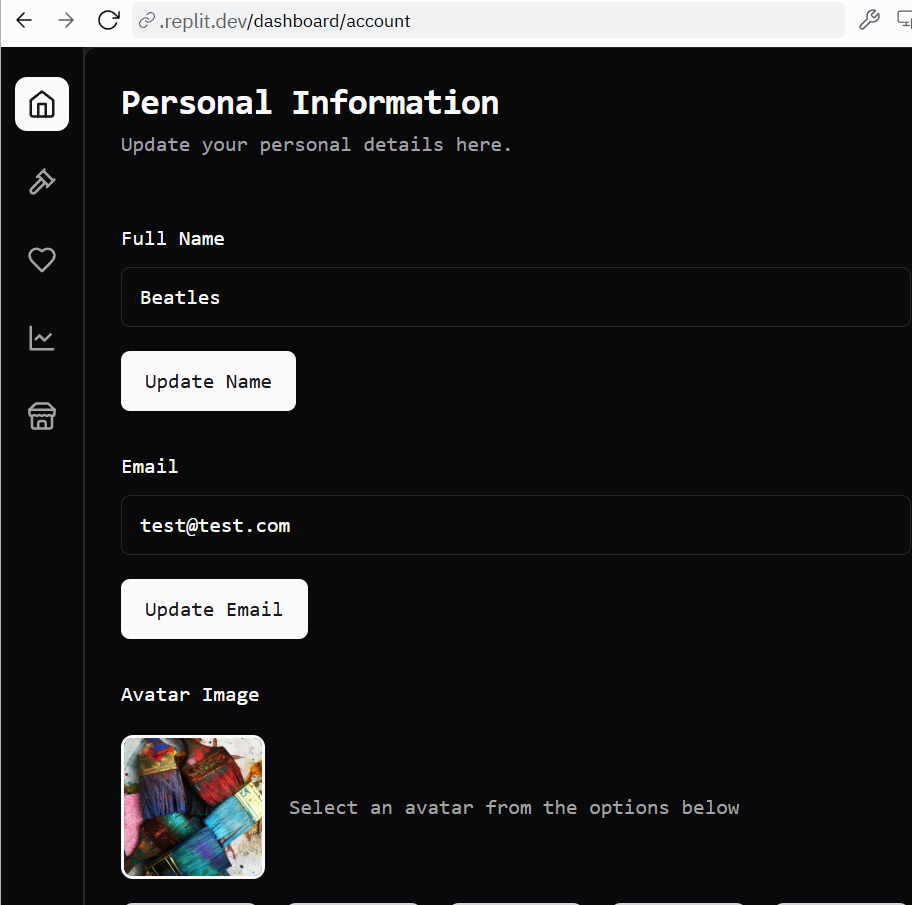 .replit.dev/dashboard/account
Personal Information
Update your personal details here.
Full Name
Beatles
Update Name
Email
test@test.com
Update Email
Avatar Image
Select an avatar from the options below